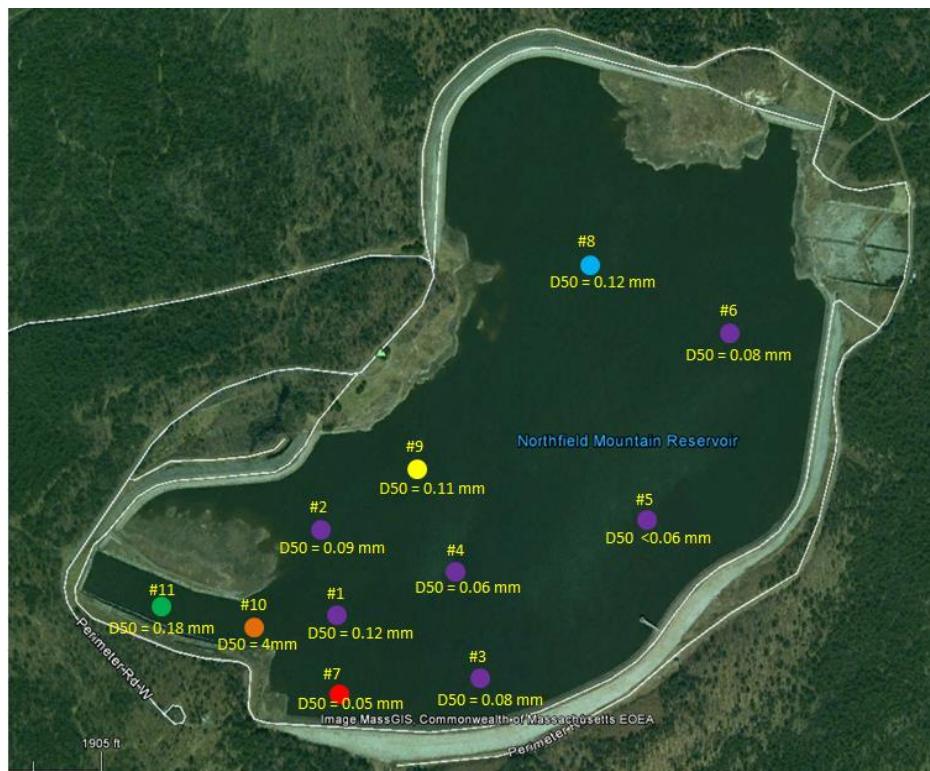 #8
D50 = 0.12 mm
#6
D50 = 0.08 mm
Northfield Mountain Reservoir
#9
D50 = 0.11 mm
#2
D50 = 0.09 mm
#5
D50 <0.06 mm
#4
D50 = 0.06 mm
#11
D50 = 0.18 mm
#10
D50 = 4mm
#1
D50 = 0.12 mm
Perimeter-Rd-W
#7
D50 = 0.05 mm
#3
D50 = 0.08 mm
Image MassGIS, Commonwealth of Massachusetts EOEA
1905 ft